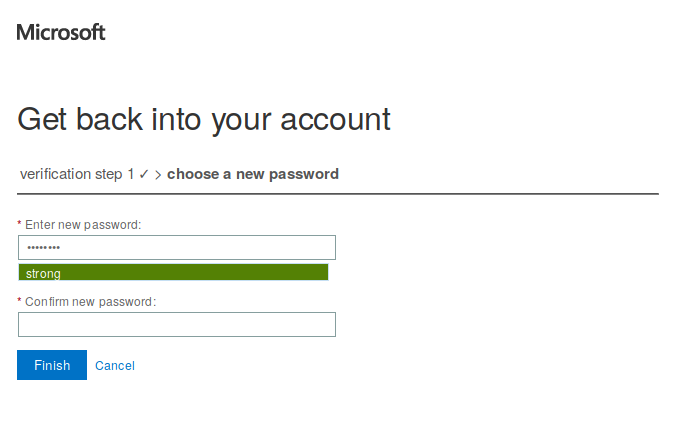 Microsoft
Get back into your account
verification step 1 ✓ > choose a new password
* Enter new password:
••••••••
strong
* Confirm new password:
Finish Cancel